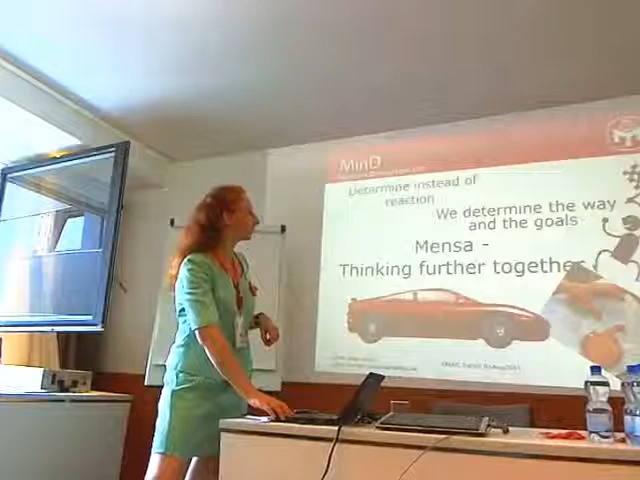 MinD
Determine instead of
reaction
We determine the way
and the goals
Mensa -
Thinking further together